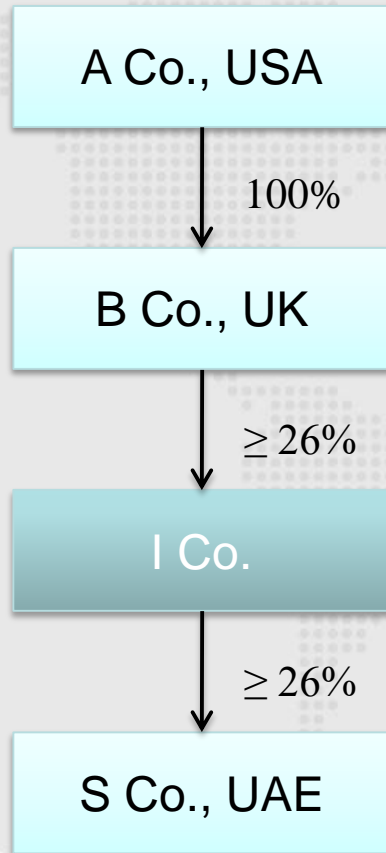 A Co., USA
100%
B Co., UK
≥ 26%
I Co.
≥ 26%
S Co., UAE